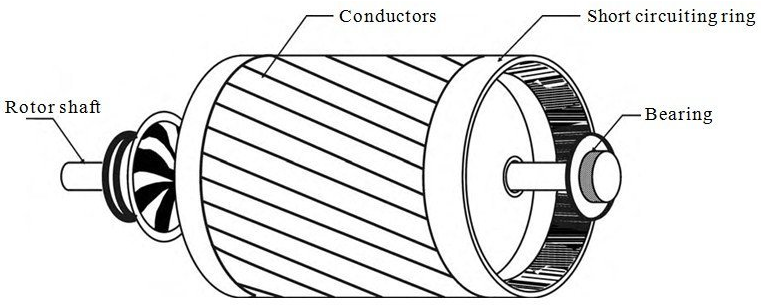 Conductors
Short circuiting ring
Rotor shaft
Bearing